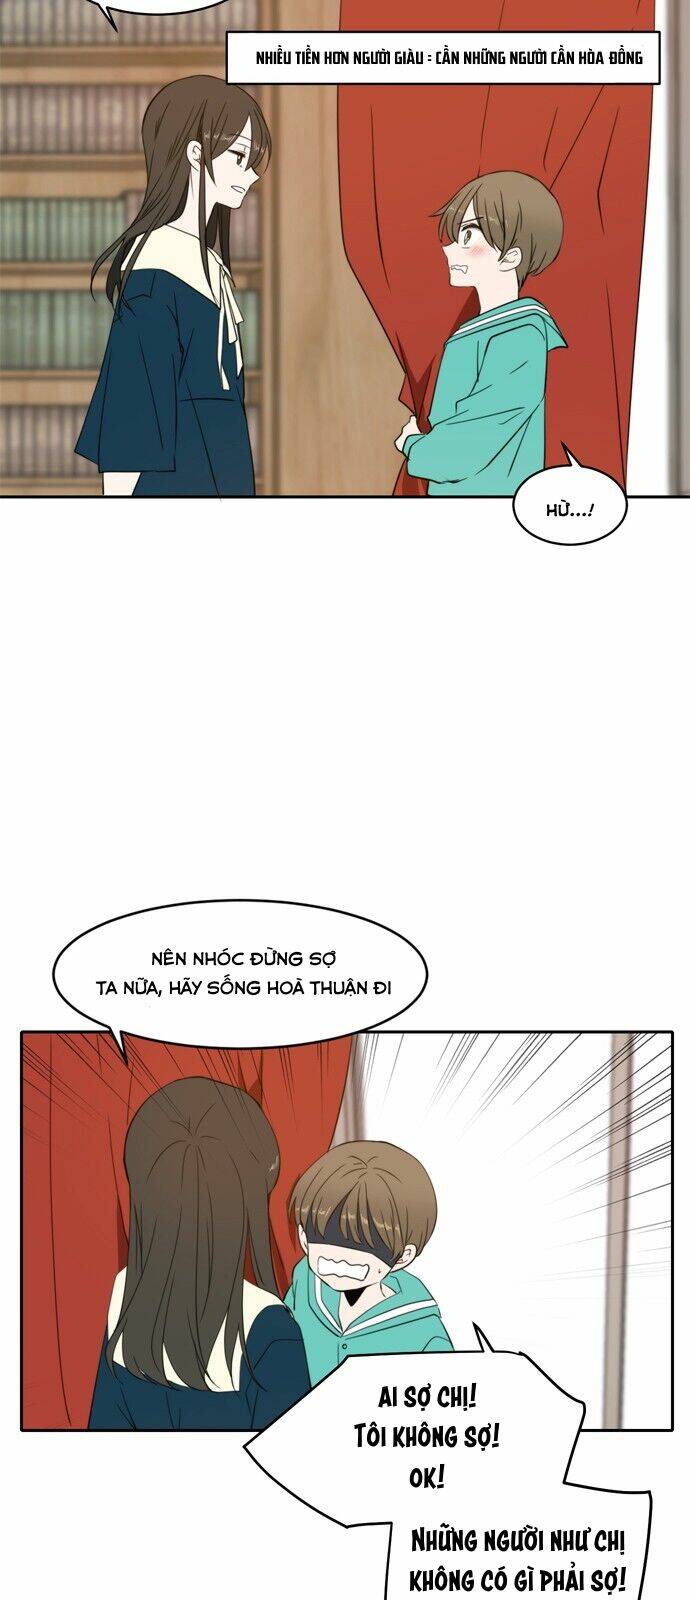 NHIỀU TIỀN HƠN NGƯỜI GIÀU = CẦN NHỮNG NGƯỜI CẦN HÒA ĐỒNG
HỪ...!
NÊN NHÓC ĐỪNG SỢ
TA NỮA, HÃY SỐNG HOÀ THUẬN ĐI
AI SỢ CHỊ!
TÔI KHÔNG SỢ!
OK!
NHỮNG NGƯỜI NHƯ CHỊ
KHÔNG CÓ GÌ PHẢI SỢ!